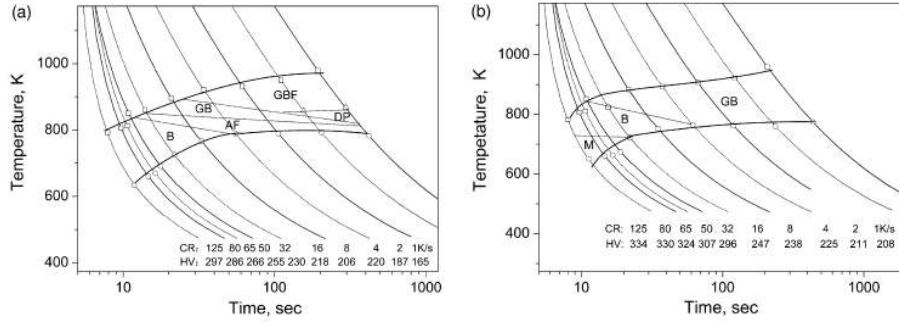 (a)
Temperature, K
1000
800
600
400
GBF
GB
DP
AF
B
CR: 125 80 65 50 32 16 8 4 2 1K/s
HV: 297 286 266 255 230 218 206 220 187 165
10 100 1000
Time, sec
(b)
Tempetature, K
1000
800
600
400
GB
B
M
CR: 125 80 65 50 32 16 8 4 2 1K/s
HV: 334 330 324 307 296 247 238 225 211 208
10 100 1000
Time, sec